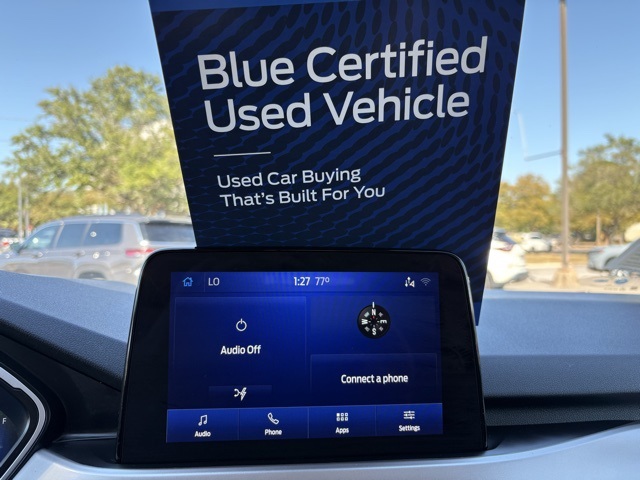 Blue Certified
Used Vehicle
Used Car Buying
That's Built For You
LO 1:27 77°
N
E
S
W
Audio Off
Connect a phone
Audio Phone Apps Settings
F